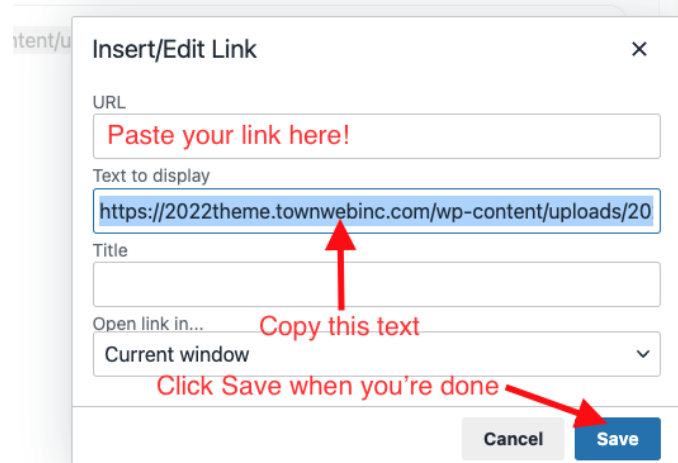 ntent/u
Insert/Edit Link
URL
Paste your link here!
Text to display
https://2022theme.townwebinc.com/wp-content/uploads/20
Title
Open link in...
Copy this text
Current window
Click Save when you're done
Cancel
Save